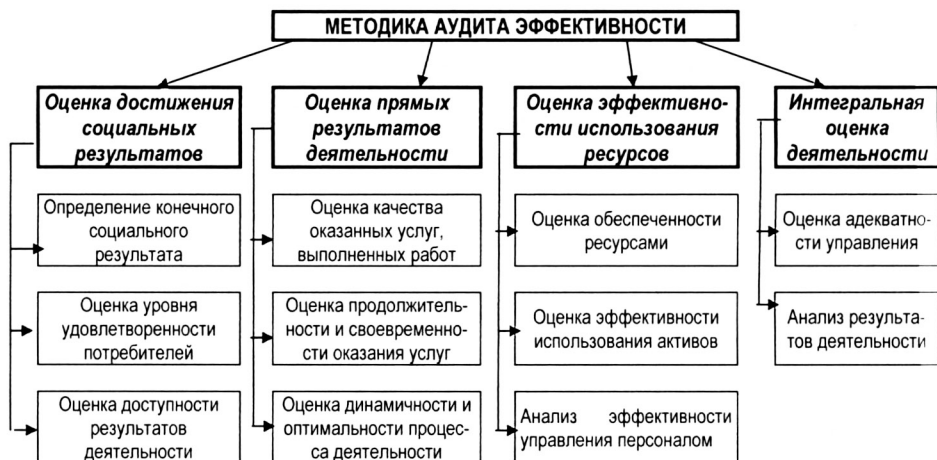 МЕТОДИКА АУДИТА ЭФФЕКТИВНОСТИ
Оценка достижения
социальных
результатов
Определение конечного
социального
результата
Оценка уровня
удовлетворенности
потребителей
Оценка доступности
результатов
деятельности
Оценка прямых
результатов
деятельности
Оценка качества
оказанных услуг,
выполненных работ
Оценка продолжитель-
ности и своевременно-
сти оказания услуг
Оценка динамичности и
оптимальности процес-
са деятельности
Оценка эффективно-
сти использования
ресурсов
Оценка обеспеченности
ресурсами
Оценка эффективности
использования активов
Анализ эффективности
управления персоналом
Интегральная
оценка
деятельности
Оценка адекватно-
сти управления
Анализ результа-
тов деятельности